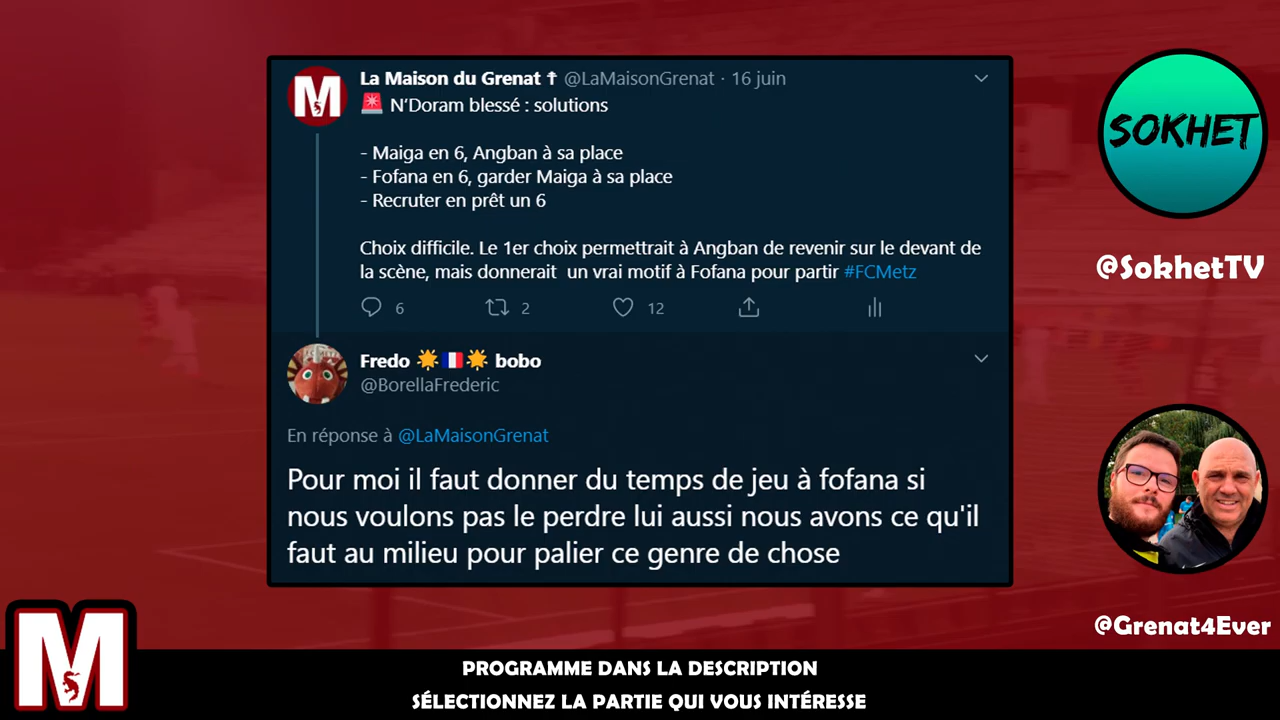 La Maison du Grenat ✝ @LaMaisonGrenat · 16 juin
🚨 N'Doram blessé : solutions
- Maiga en 6, Angban à sa place
- Fofana en 6, garder Maiga à sa place
- Recruter en prêt un 6
Choix difficile. Le 1er choix permettrait à Angban de revenir sur le devant de
la scène, mais donnerait un vrai motif à Fofana pour partir #FCMetz
6 2 12
Fredo 🌟🇫🇷🌟 bobo
@BorellaFrederic
En réponse à @LaMaisonGrenat
Pour moi il faut donner du temps de jeu à fofana si
nous voulons pas le perdre lui aussi nous avons ce qu'il
faut au milieu pour palier ce genre de chose
SOKHET
@SokhetTV
@Grenat4Ever
M
PROGRAMME DANS LA DESCRIPTION
SÉLECTIONNEZ LA PARTIE QUI VOUS INTÉRESSE